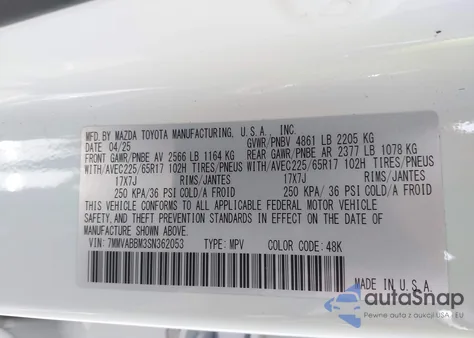 MFD. BY MAZDA TOYOTA MANUFACTURING, U.S.A., INC.
DATE 04/25 GVWR/PNBV 4861 LB 2205 KG
FRONT GAWR/PNBE AV 2566 LB 1164 KG REAR GAWR/PNBE AR 2377 LB 1078 KG
WITH/AVEC225/65R17 102H TIRES/PNEUS WITH/AVEC225/65R17 102H TIRES/PNEUS
17X7J RIMS/JANTES 17X7J RIMS/JANTES
250 KPA/36 PSI COLD/A FROID 250 KPA/36 PSI COLD/A FROID
THIS VEHICLE CONFORMS TO ALL APPLICABLE FEDERAL MOTOR VEHICLE
SAFETY, AND THEFT PREVENTION STANDARDS IN EFFECT ON THE DATE OF
MANUFACTURE SHOWN ABOVE.
VIN: 7MMVABBM3SN362053 TYPE: MPV COLOR CODE: 48K
MADE IN U.S.A.
autoSnap
Pewne auta z USA i EU